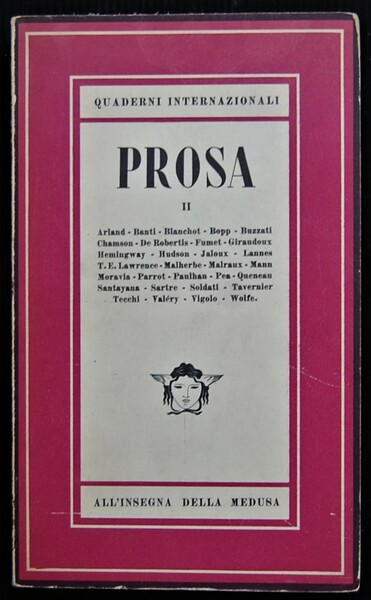 QUADERNI INTERNAZIONALI
PROSA
II
Arland - Banti - Blanchot - Bopp - Buzzati
Chamson - De Robertis - Fumet - Giraudoux
Hemingway - Hudson - Jaloux - Lannes
T. E. Lawrence - Malherbe - Malraux - Mann
Moravia - Parrot - Paulhan - Pea - Queneau
Santayana - Sartre - Soldati - Tavernier
Tecchi - Valéry - Vigolo - Wolfe.
ALL'INSEGNA DELLA MEDUSA